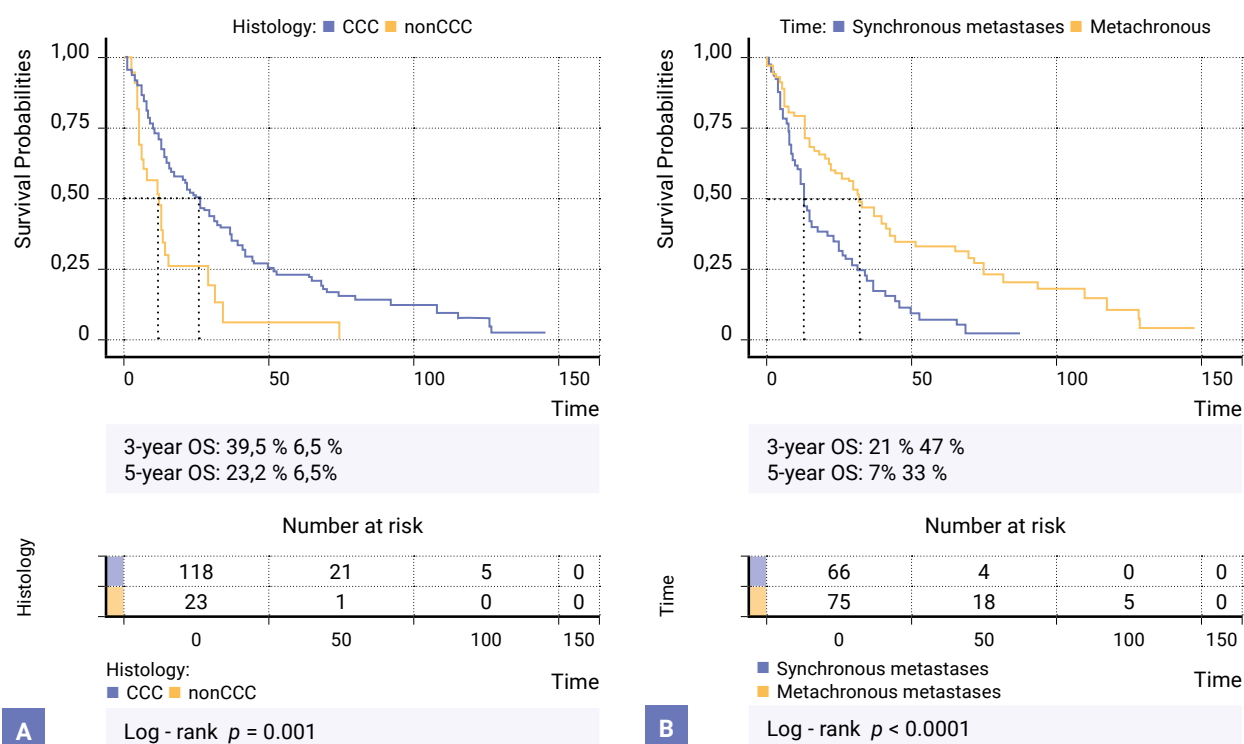 Histology: CCC nonCCC
Survival Probabilities
1,00
0,75
0,50
0,25
0
0 50 100 150
Time
3-year OS: 39,5 % 6,5 %
5-year OS: 23,2 % 6,5%
Number at risk
Histology
118 21 5 0
23 1 0 0
0 50 100 150
Histology:
CCC nonCCC
Time
A
Log - rank p = 0.001
Time: Synchronous metastases Metachronous
Survival Probabilities
1,00
0,75
0,50
0,25
0
0 50 100 150
Time
3-year OS: 21 % 47 %
5-year OS: 7% 33 %
Number at risk
Time
66 4 0 0
75 18 5 0
0 50 100 150
Synchronous metastases
Metachronous metastases
Time
B
Log - rank p < 0.0001